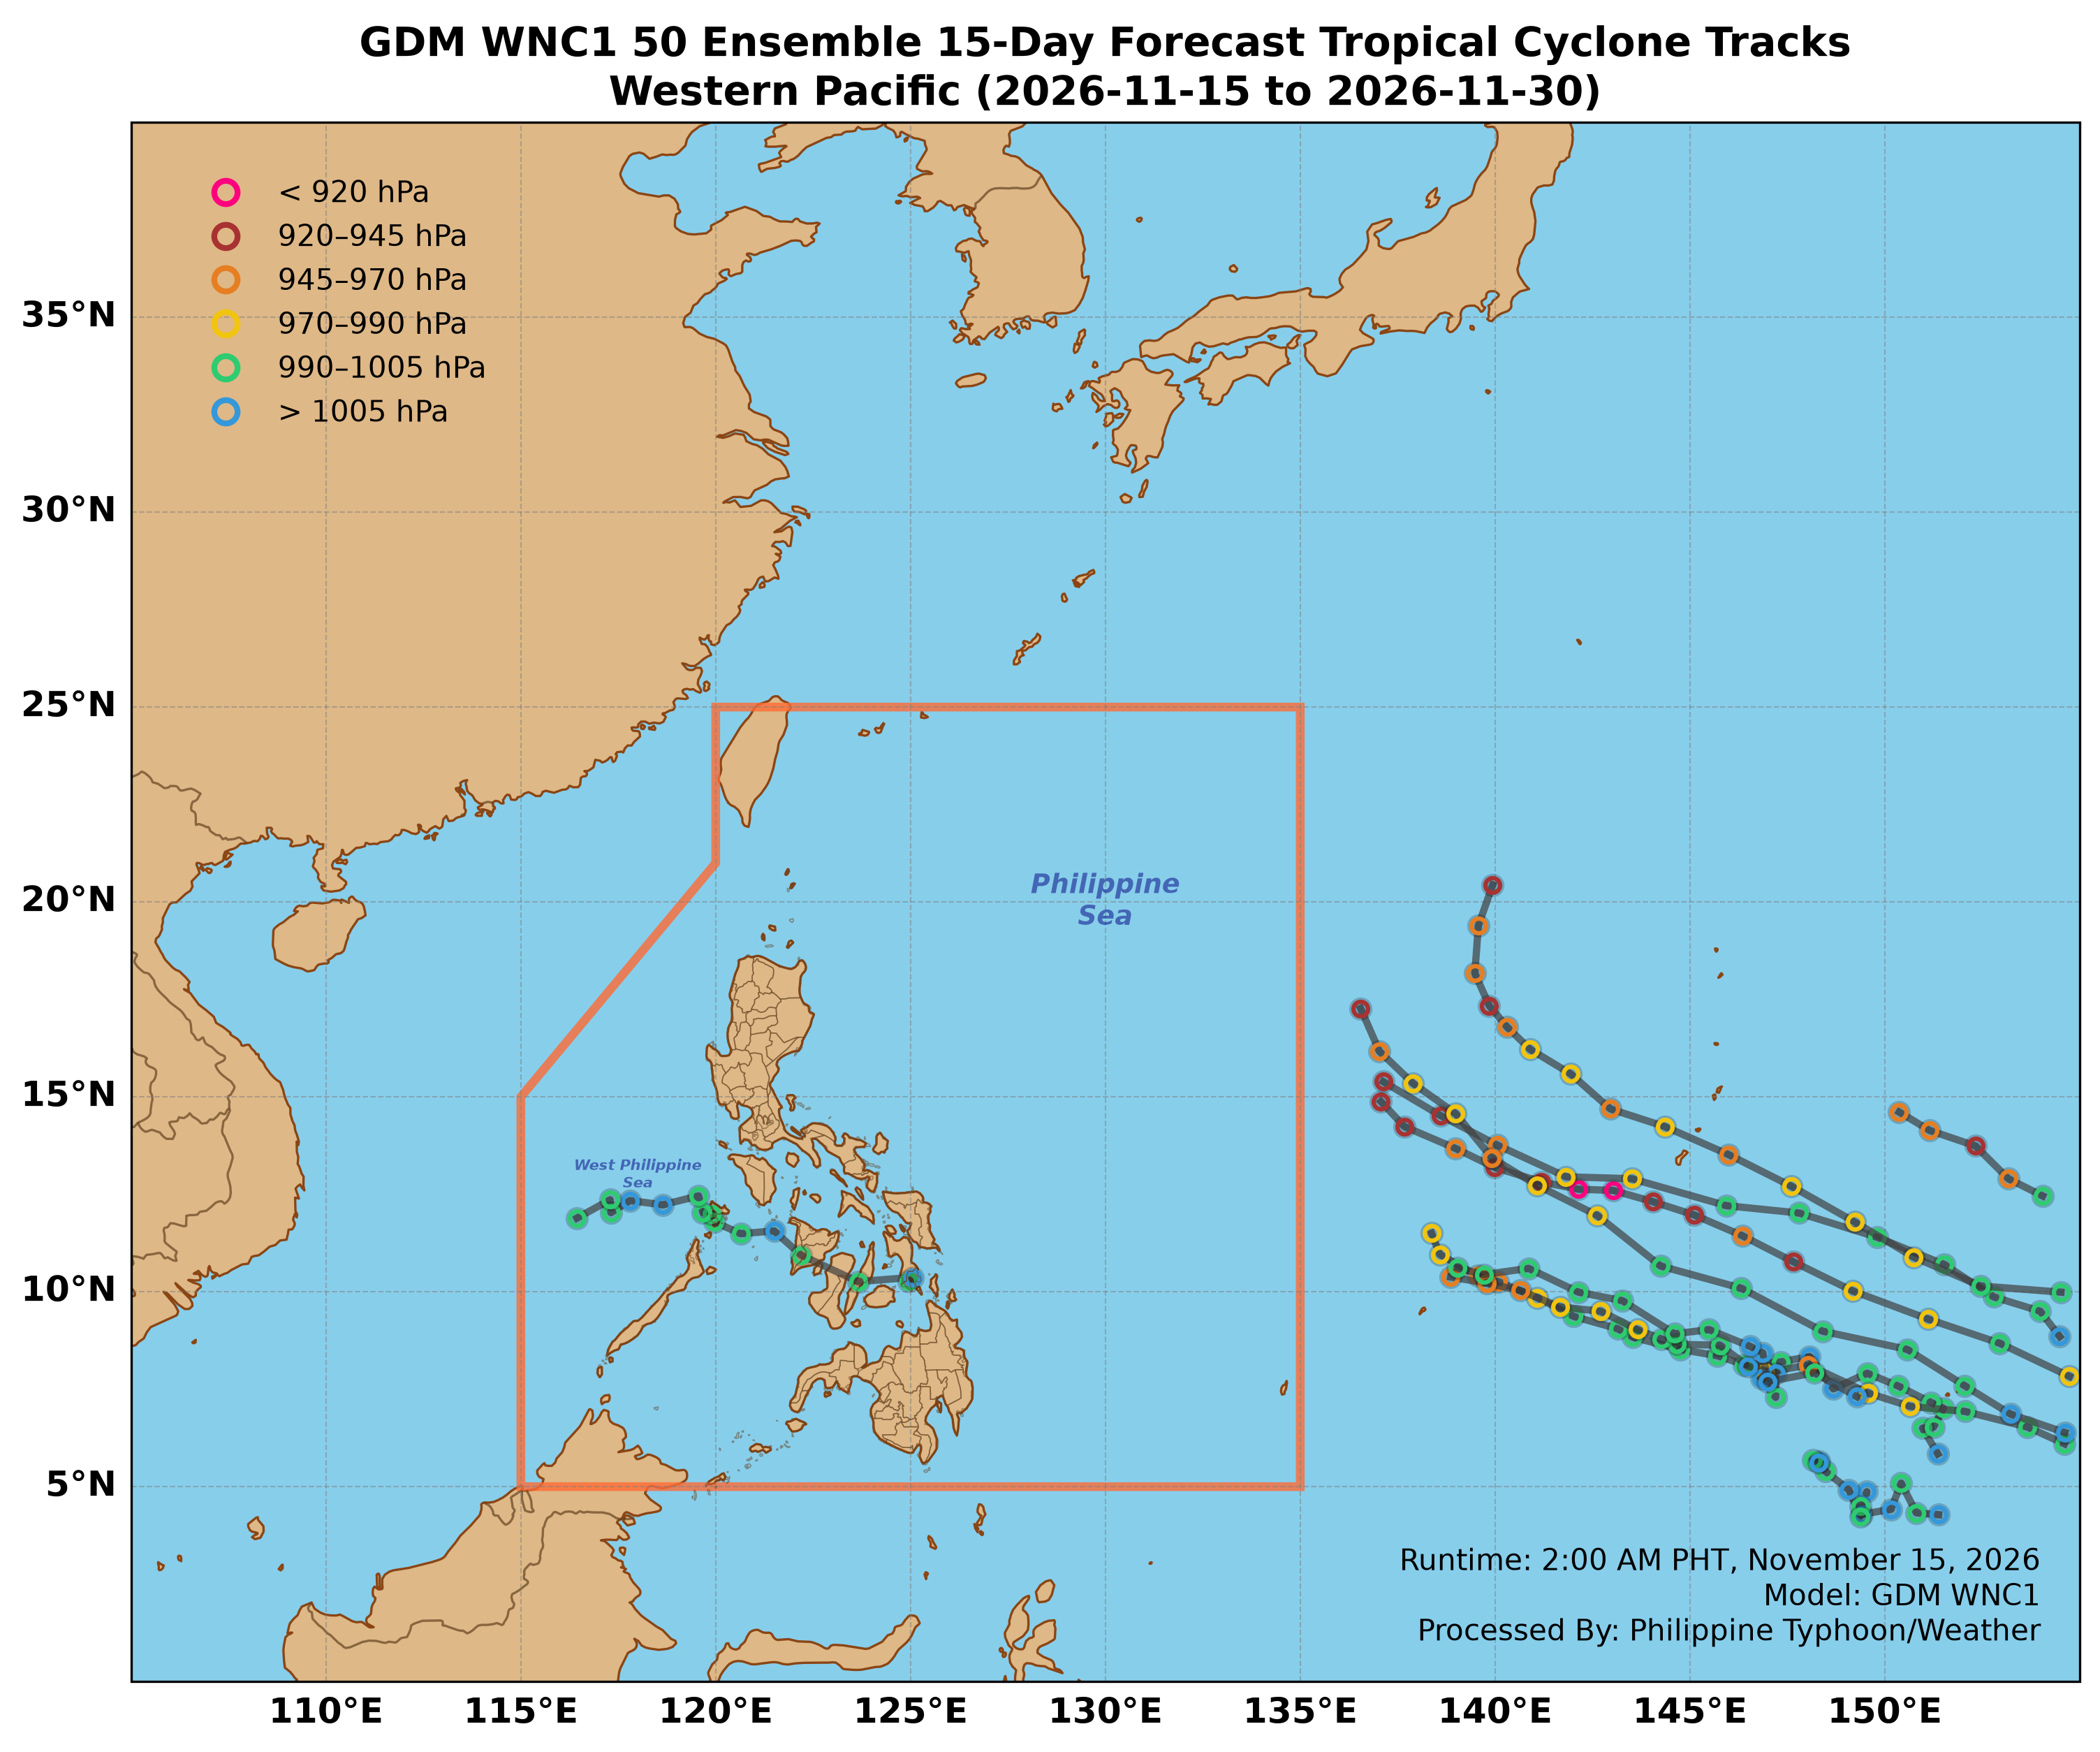 GDM WNC1 50 Ensemble 15-Day Forecast Tropical Cyclone Tracks
Western Pacific (2026-11-15 to 2026-11-30)
< 920 hPa
920–945 hPa
945–970 hPa
970–990 hPa
990–1005 hPa
> 1005 hPa
35°N
30°N
25°N
20°N
15°N
10°N
5°N
Philippine
Sea
West Philippine
Sea
Runtime: 2:00 AM PHT, November 15, 2026
Model: GDM WNC1
Processed By: Philippine Typhoon/Weather
110°E
115°E
120°E
125°E
130°E
135°E
140°E
145°E
150°E